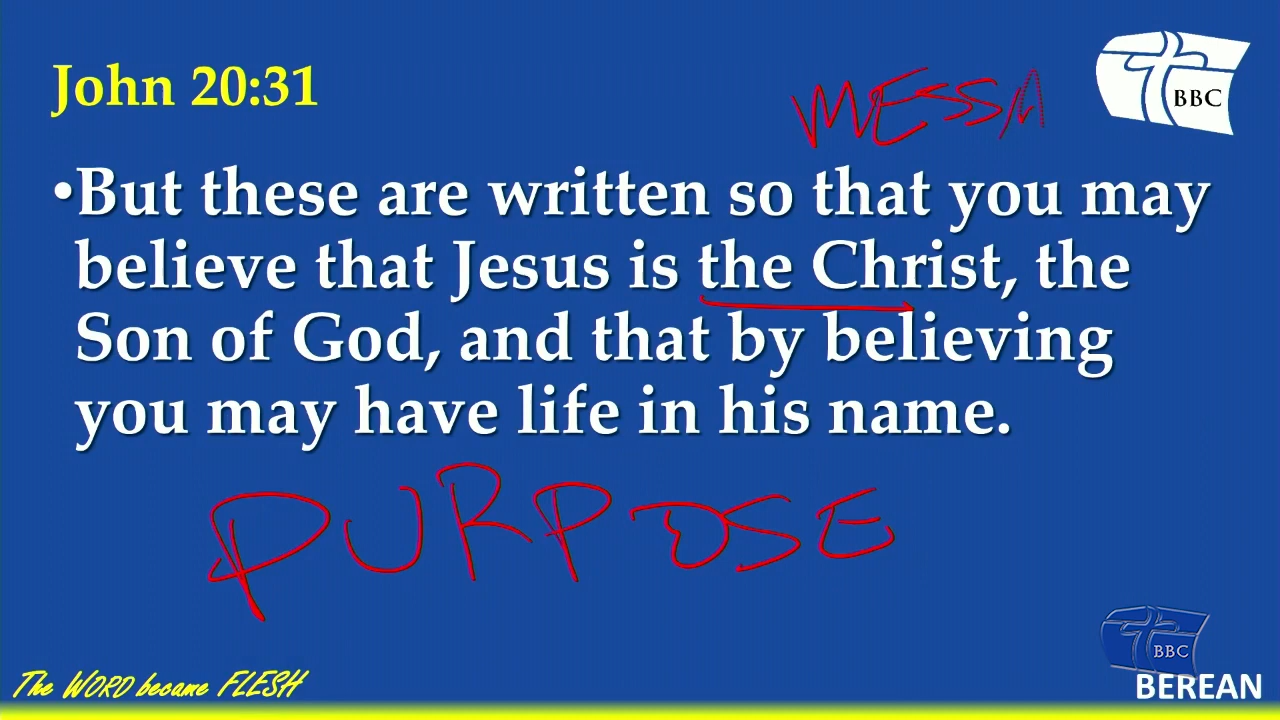 John 20:31
MESSA
BBC
•But these are written so that you may
believe that Jesus is the Christ, the
Son of God, and that by believing
you may have life in his name.
PURPOSE
BBC
The WORD became FLESH
BEREAN